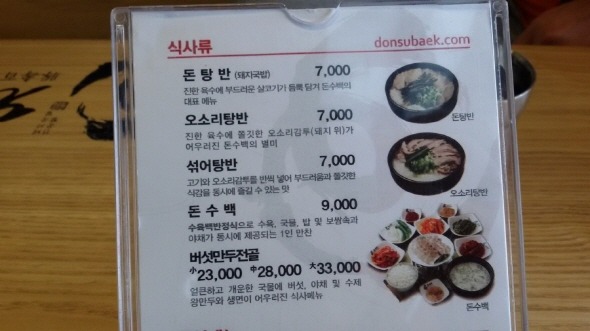 식사류
donsubaek.com
돈 탕 반 (돼지국밥) 7,000
진한 육수에 부드러운 살코기가 듬뿍 담겨 돈수백의
대표 메뉴
돈탕반
오소리탕반 7,000
진한 육수에 쫄깃한 오소리감투(돼지 위)가
어우러진 돈수백의 별미
섞어탕반 7,000
고기와 오소리감투를 반씩 넣어 부드러움과 쫄깃한
식감을 동시에 즐길 수 있는 맛
오소리탕반
돈 수 백 9,000
수육백반정식으로 수육, 국물, 밥 및 보쌈속과
야채가 동시에 제공되는 1인 만찬
버섯만두전골
小23,000 中28,000 大33,000
얼큰하고 개운한 국물에 버섯, 야채 및 수제
왕만두와 생면이 어우러진 식사메뉴
돈수백